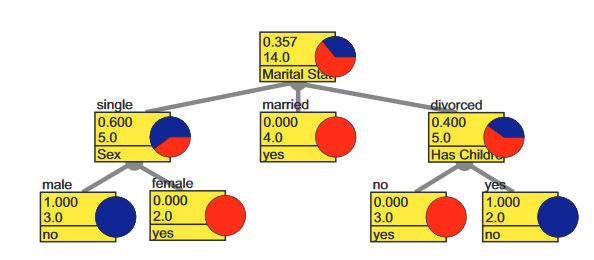 0.357
14.0
Marital Stat
single
married
divorced
0.600
5.0
Sex
0.000
4.0
yes
0.400
5.0
Has Childre
male
female
no
yes
1.000
3.0
no
0.000
2.0
yes
0.000
3.0
yes
1.000
2.0
no